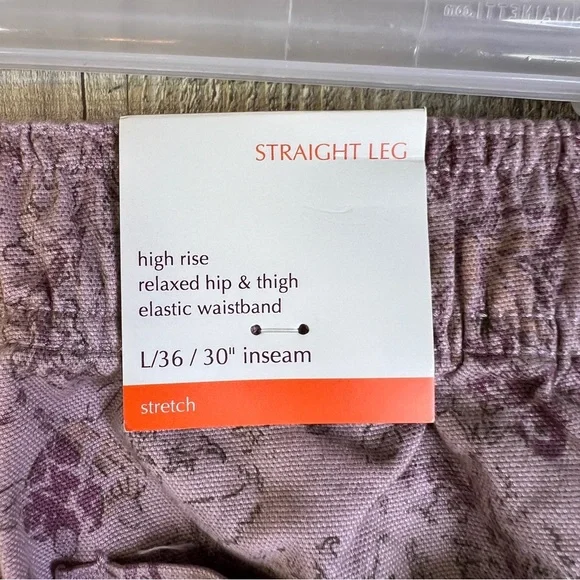 STRAIGHT LEG
high rise
relaxed hip & thigh
elastic waistband
L/36 / 30" inseam
stretch